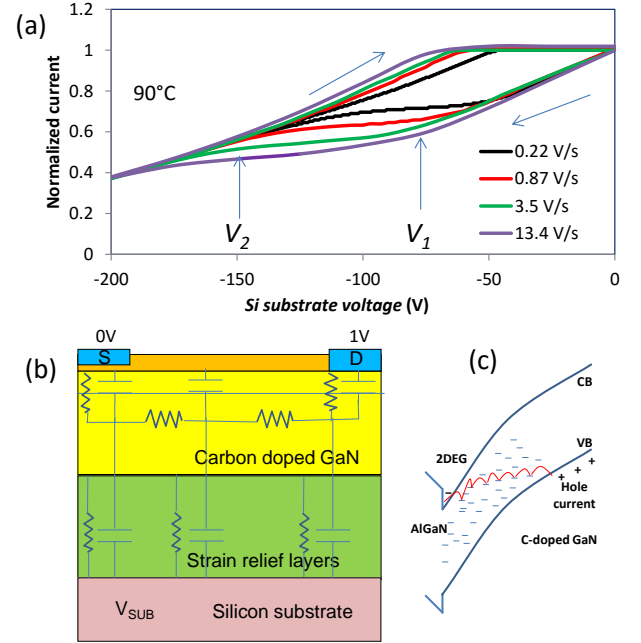 (a)
Normalized current
1.2
1
0.8
0.6
0.4
0.2
0
90°C
V2
V1
0.22 V/s
0.87 V/s
3.5 V/s
13.4 V/s
-200
-150
-100
-50
0
Si substrate voltage (V)
(b)
0V
1V
S
D
Carbon doped GaN
Strain relief layers
VSUB
Silicon substrate
(c)
CB
2DEG
VB
Hole
current
AlGaN
C-doped GaN